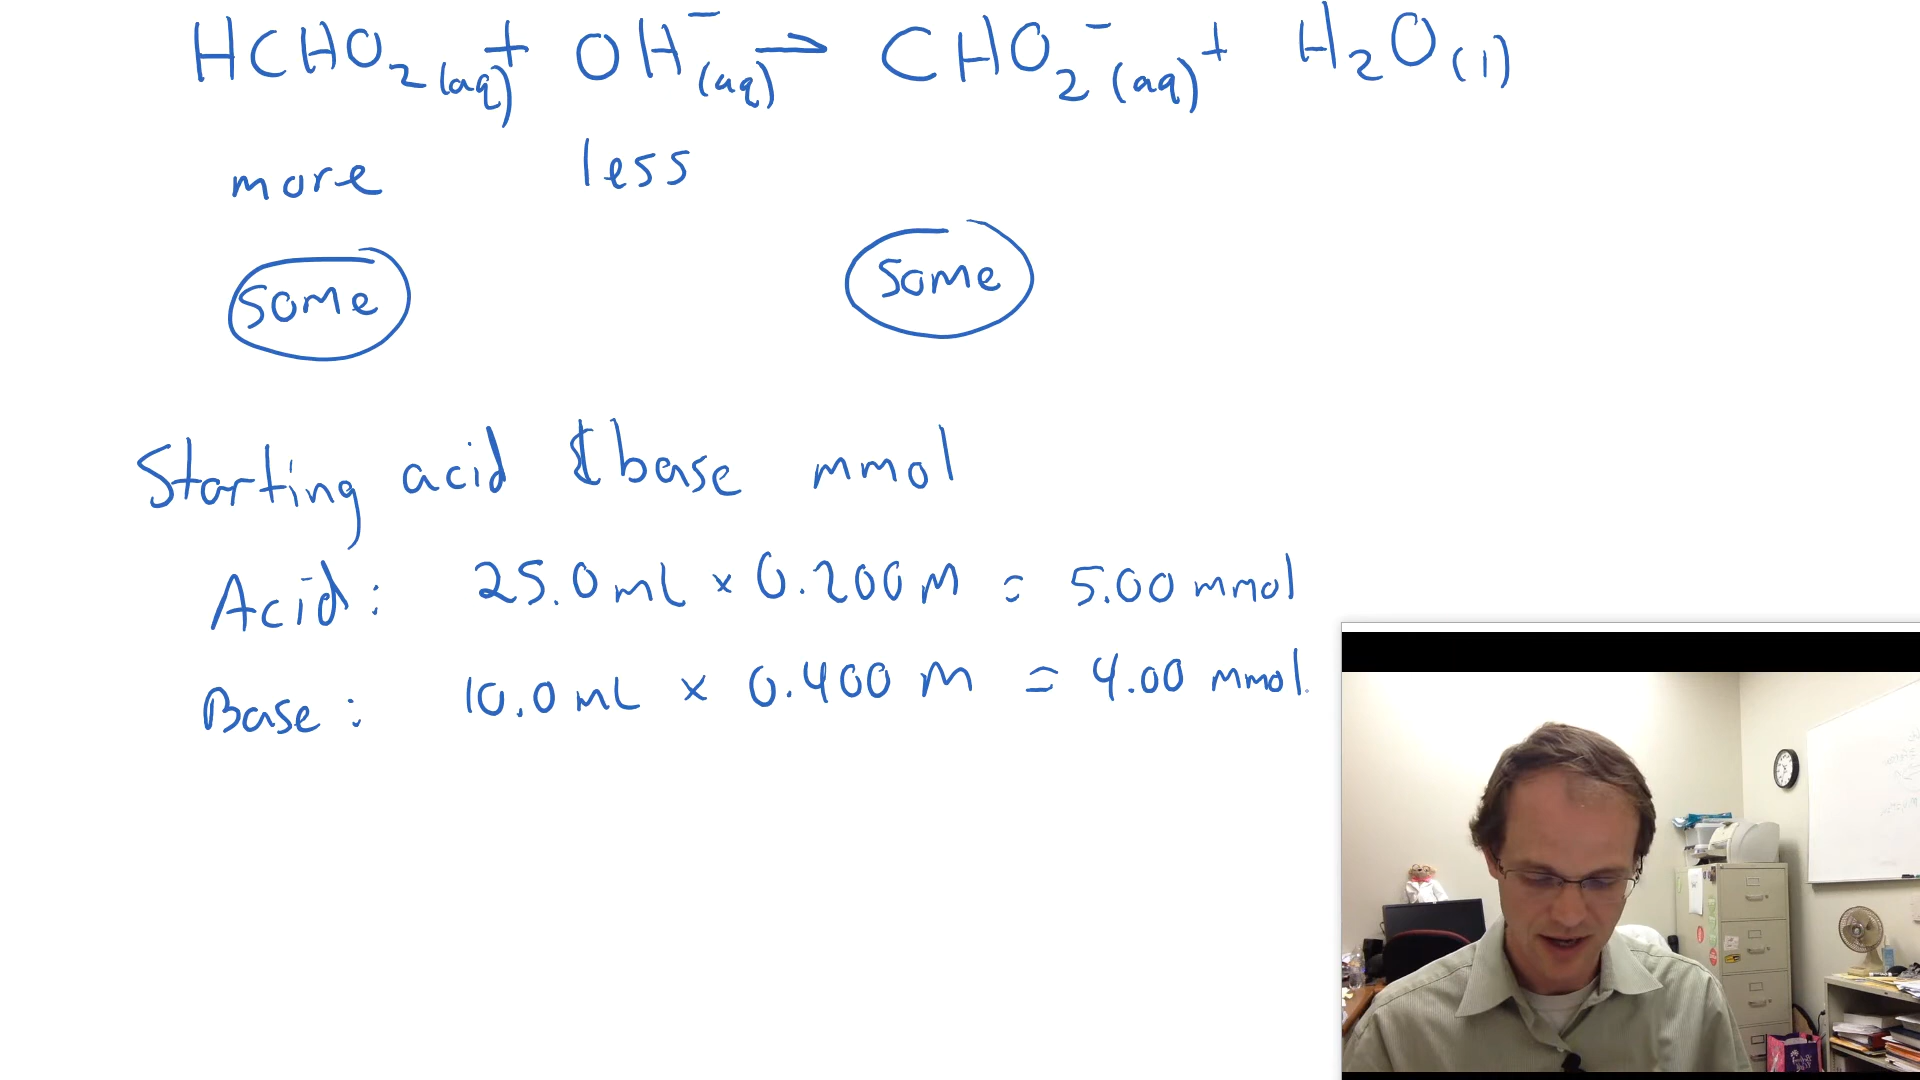 HCHO₂(aq) + OH⁻(aq) → CHO₂⁻(aq) + H₂O(l)
more less
some some
Starting acid & base mmol
Acid: 25.0 mL × 0.200 M = 5.00 mmol
Base: 10.0 mL × 0.400 M = 4.00 mmol.